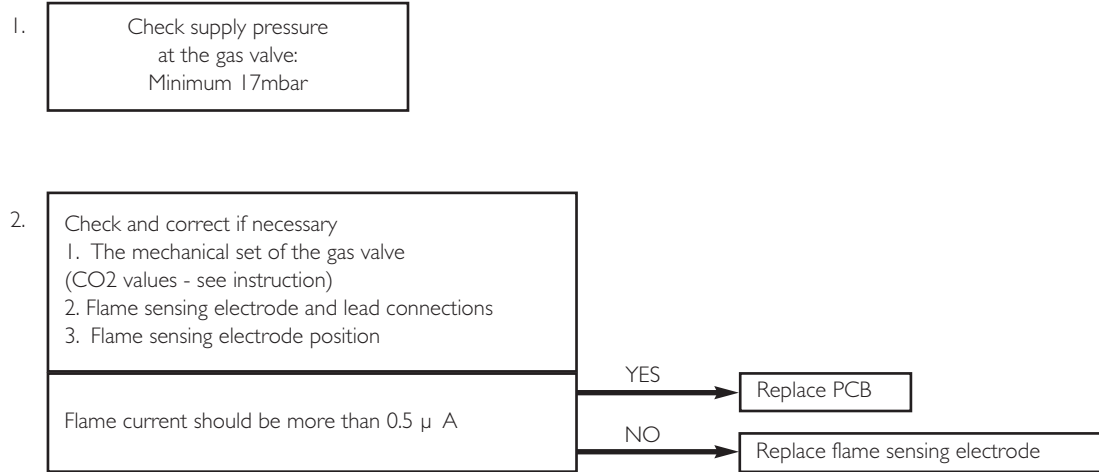 1.
Check supply pressure
at the gas valve:
Minimum 17mbar
2.
Check and correct if necessary
1. The mechanical set of the gas valve
(CO2 values - see instruction)
2. Flame sensing electrode and lead connections
3. Flame sensing electrode position
Flame current should be more than 0.5 µ A
YES
Replace PCB
NO
Replace flame sensing electrode